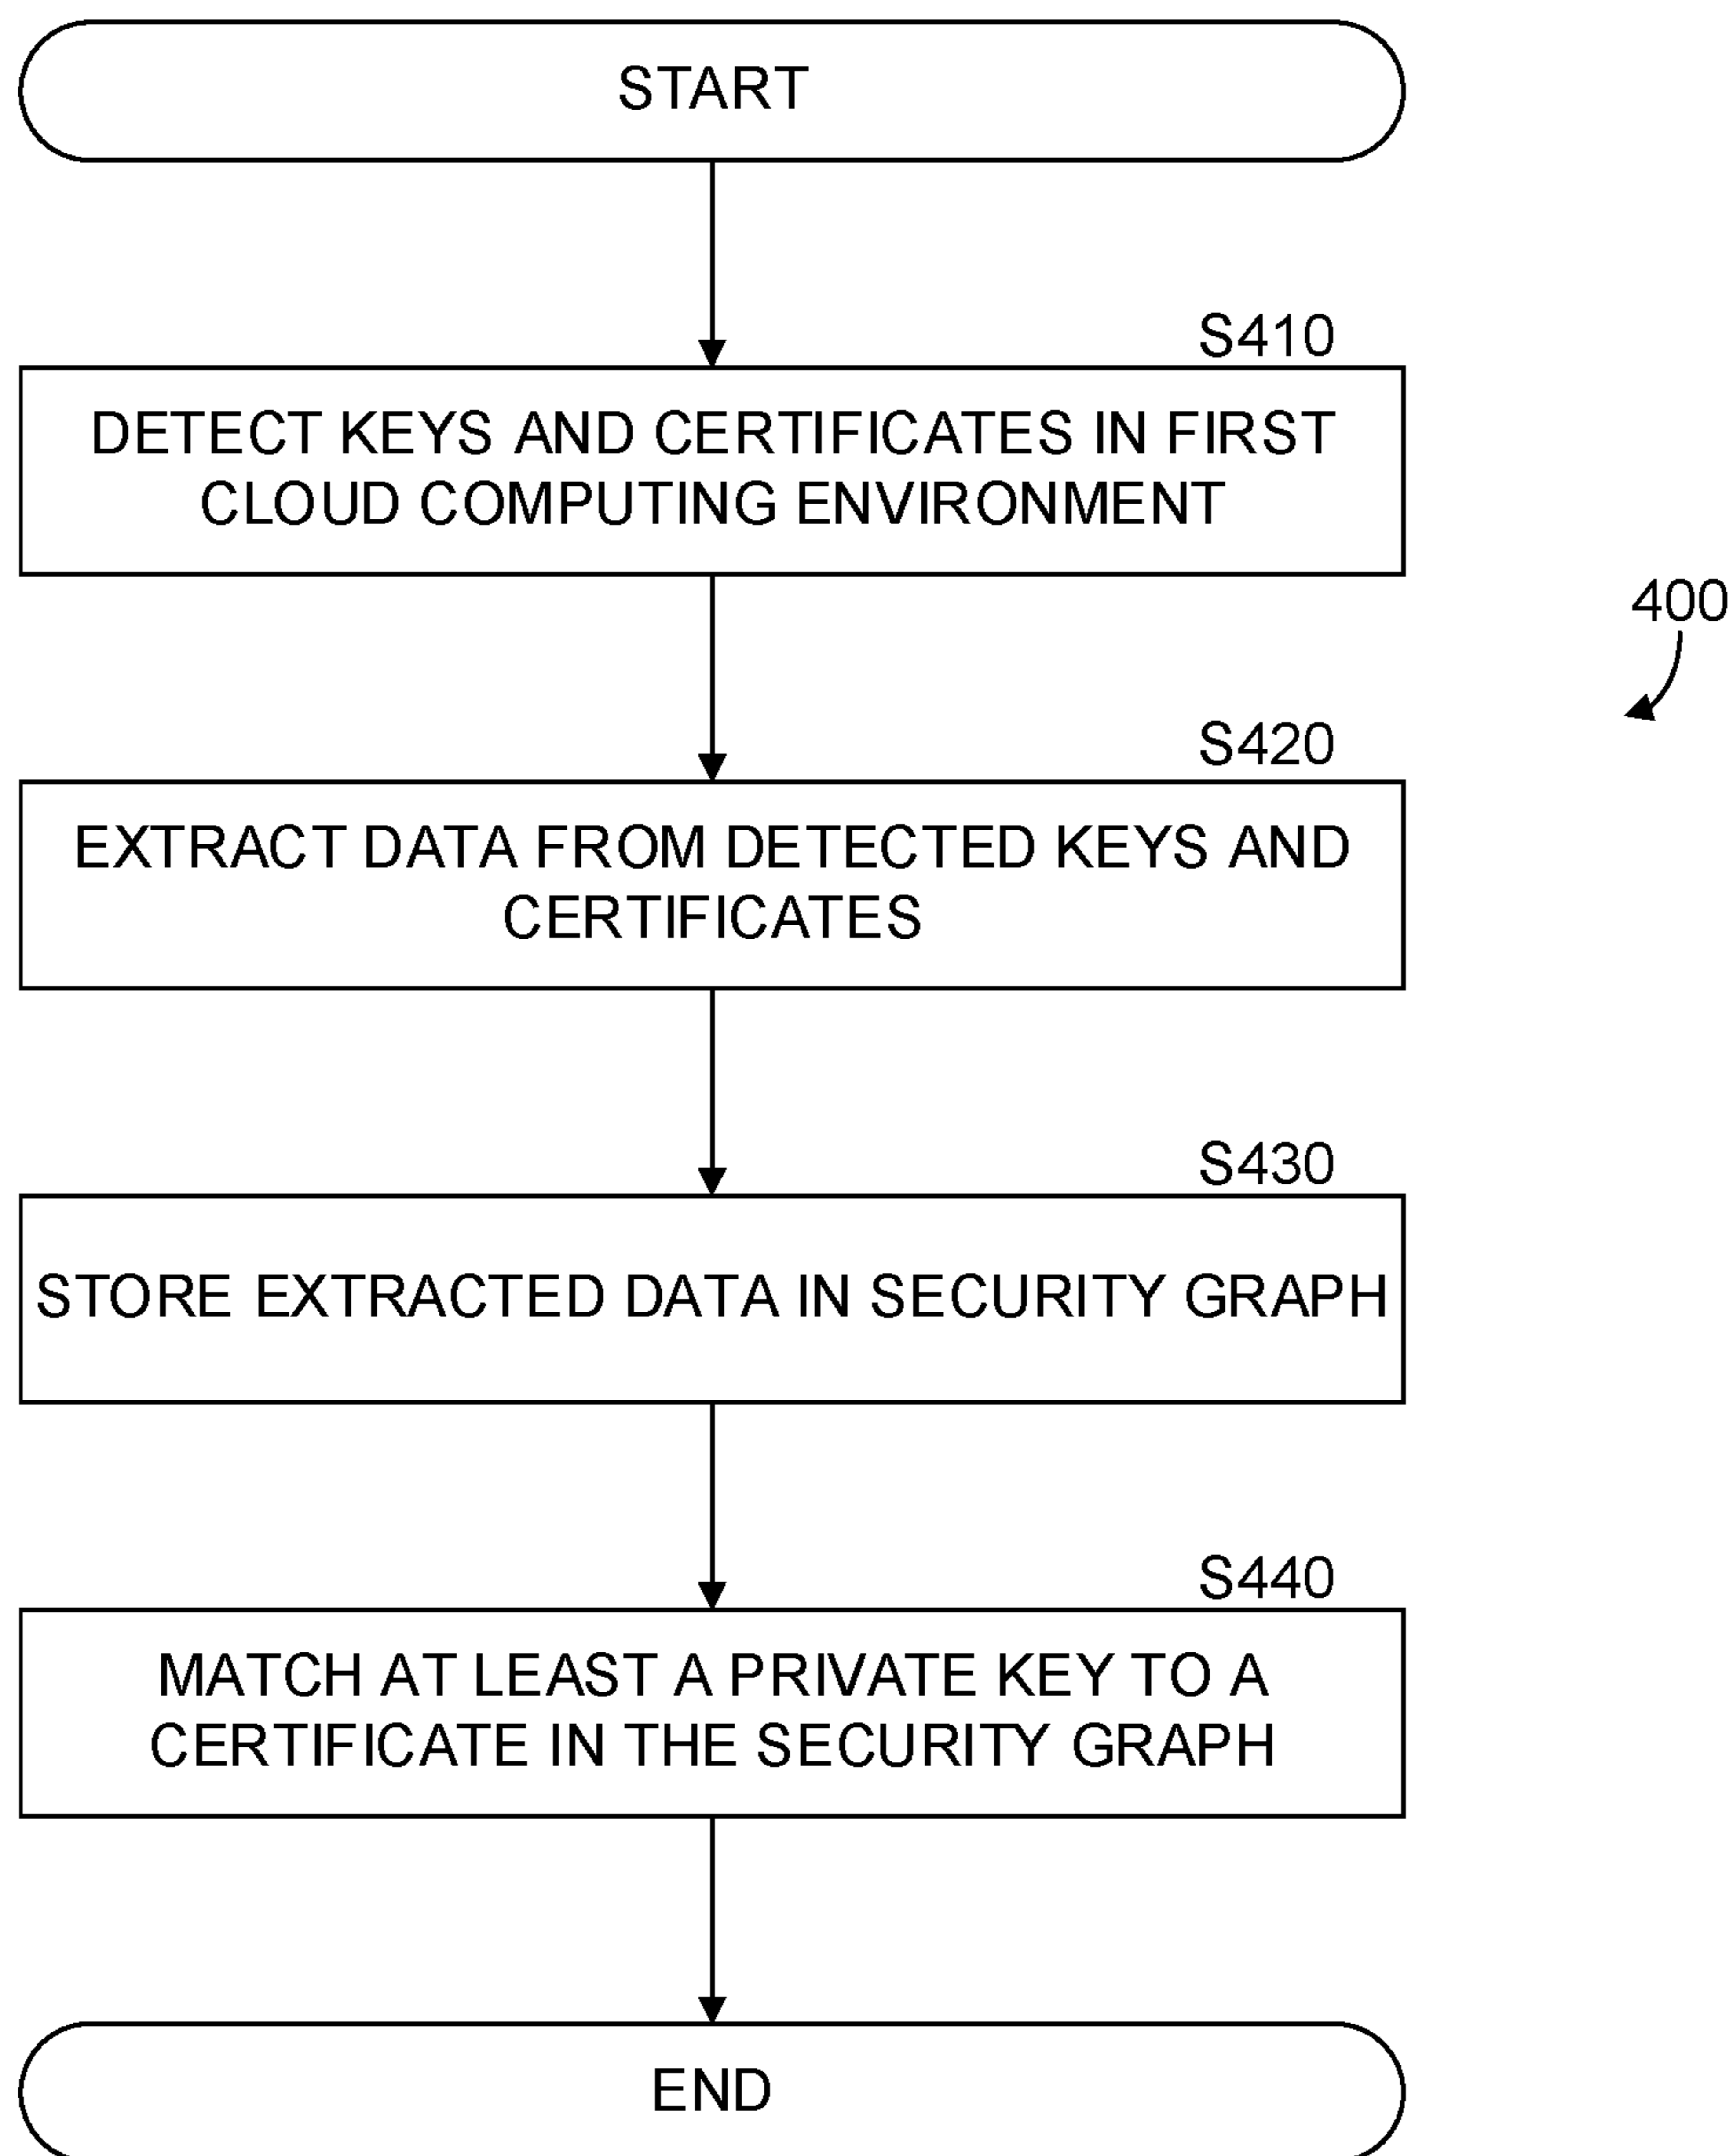 START
S410
DETECT KEYS AND CERTIFICATES IN FIRST
CLOUD COMPUTING ENVIRONMENT
400
S420
EXTRACT DATA FROM DETECTED KEYS AND
CERTIFICATES
S430
STORE EXTRACTED DATA IN SECURITY GRAPH
S440
MATCH AT LEAST A PRIVATE KEY TO A
CERTIFICATE IN THE SECURITY GRAPH
END